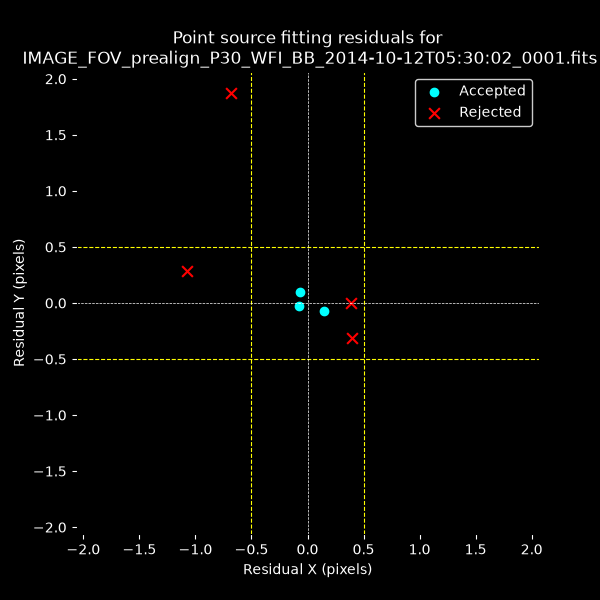 Point source fitting residuals for
IMAGE_FOV_prealign_P30_WFI_BB_2014-10-12T05:30:02_0001.fits
Accepted
Rejected
2.0
1.5
1.0
0.5
0.0
−0.5
−1.0
−1.5
−2.0
Residual Y (pixels)
−2.0 −1.5 −1.0 −0.5 0.0 0.5 1.0 1.5 2.0
Residual X (pixels)